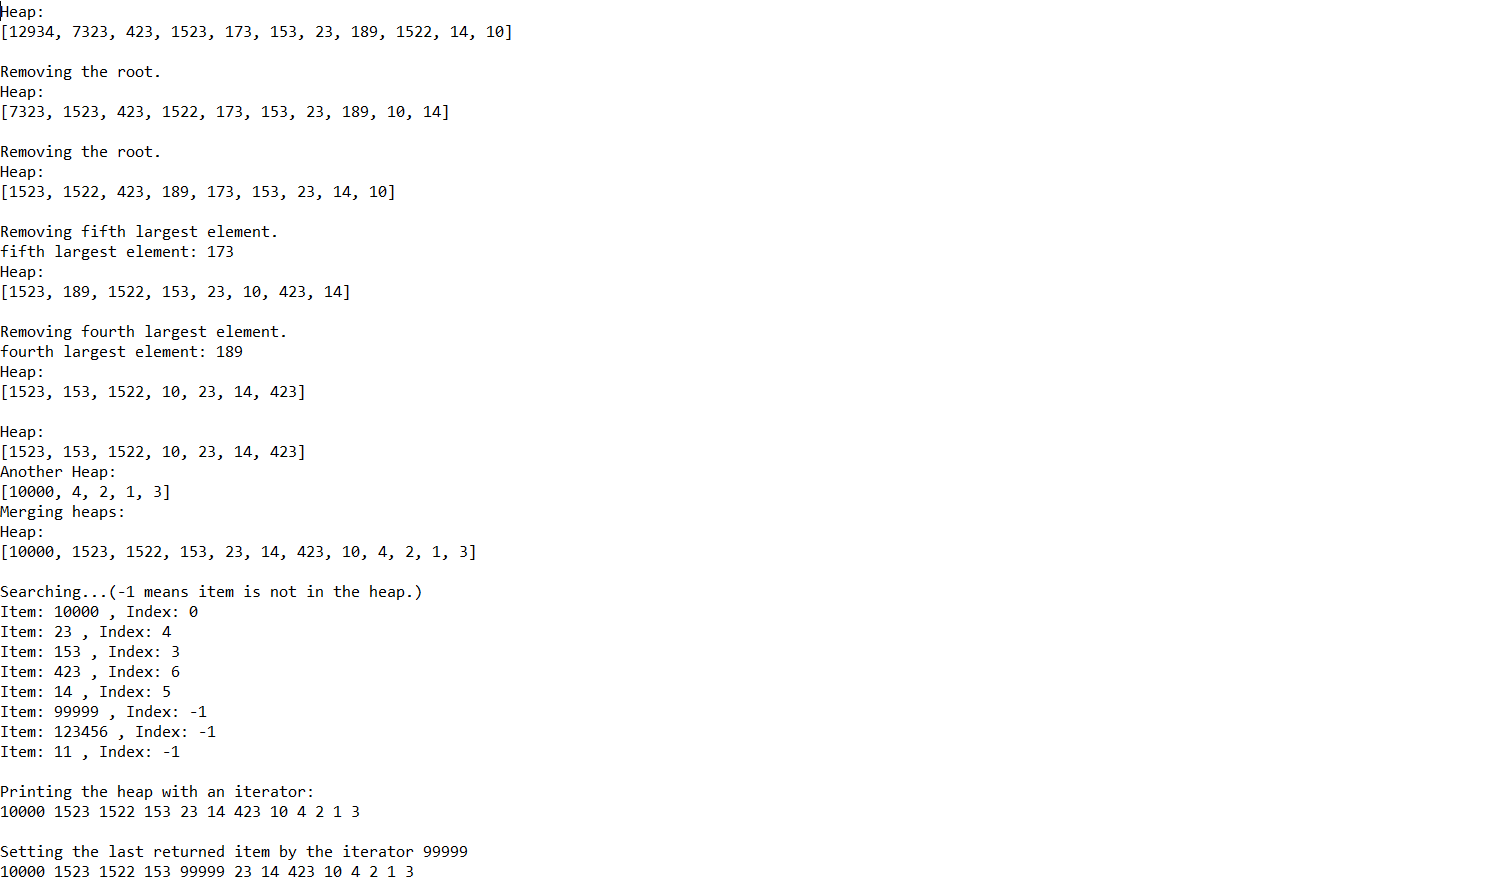 Heap:
[12934, 7323, 423, 1523, 173, 153, 23, 189, 1522, 14, 10]
Removing the root.
Heap:
[7323, 1523, 423, 1522, 173, 153, 23, 189, 10, 14]
Removing the root.
Heap:
[1523, 1522, 423, 189, 173, 153, 23, 14, 10]
Removing fifth largest element.
fifth largest element: 173
Heap:
[1523, 189, 1522, 153, 23, 10, 423, 14]
Removing fourth largest element.
fourth largest element: 189
Heap:
[1523, 153, 1522, 10, 23, 14, 423]
Heap:
[1523, 153, 1522, 10, 23, 14, 423]
Another Heap:
[10000, 4, 2, 1, 3]
Merging heaps:
Heap:
[10000, 1523, 1522, 153, 23, 14, 423, 10, 4, 2, 1, 3]
Searching...(-1 means item is not in the heap.)
Item: 10000 , Index: 0
Item: 23 , Index: 4
Item: 153 , Index: 3
Item: 423 , Index: 6
Item: 14 , Index: 5
Item: 99999 , Index: -1
Item: 123456 , Index: -1
Item: 11 , Index: -1
Printing the heap with an iterator:
10000 1523 1522 153 23 14 423 10 4 2 1 3
Setting the last returned item by the iterator 99999
10000 1523 1522 153 99999 23 14 423 10 4 2 1 3